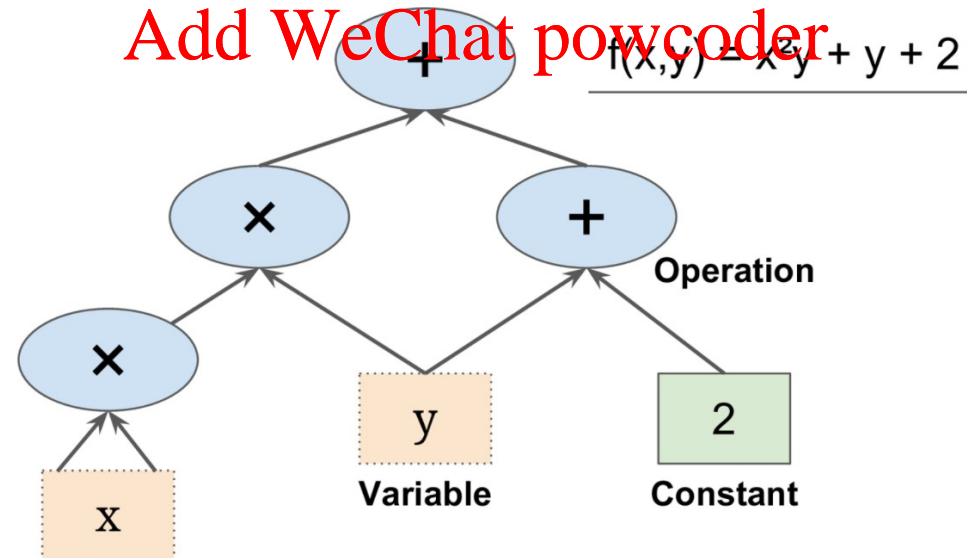 Add WeChat powcoder
f(x,y) = x²y + y + 2
+
× +
Operation
×
y 2
Variable Constant
x